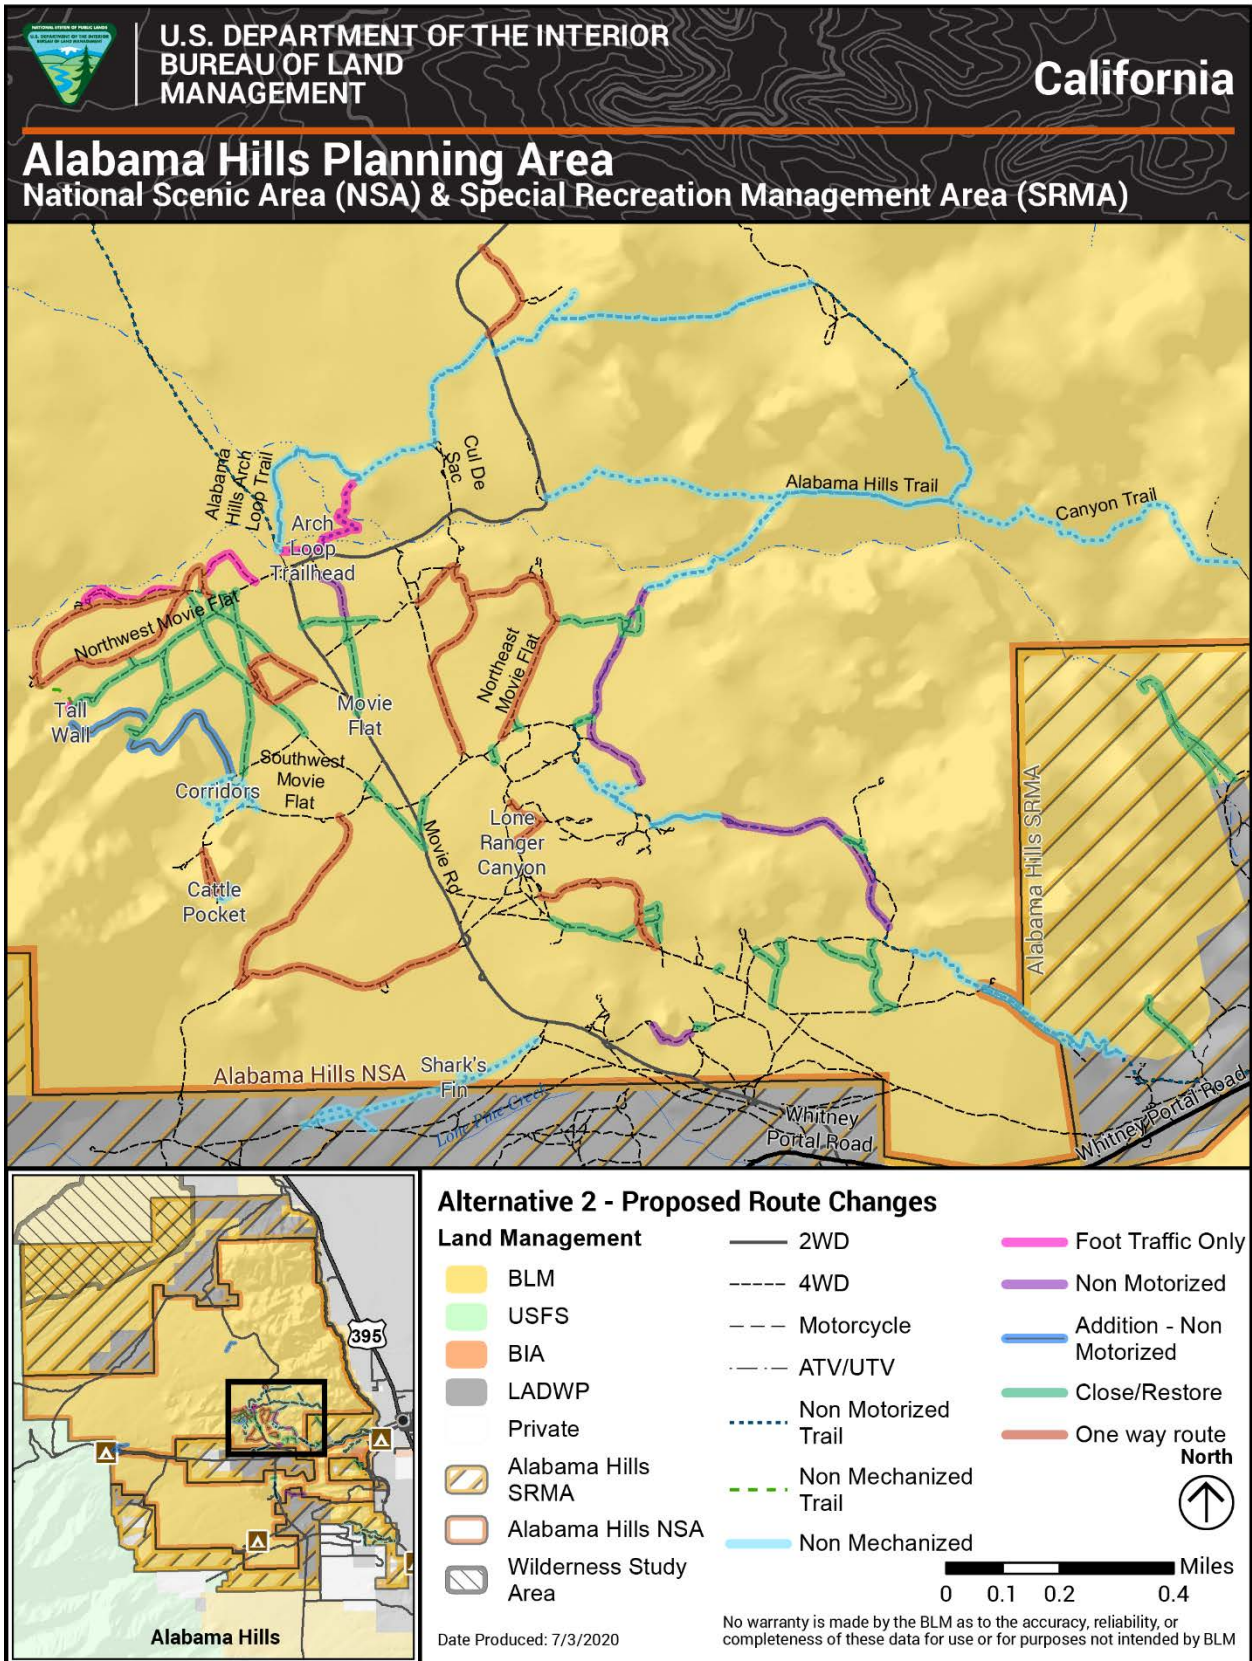 NATIONAL SYSTEM OF PUBLIC LANDS
U.S. DEPARTMENT OF THE INTERIOR
BUREAU OF LAND MANAGEMENT
U.S. DEPARTMENT OF THE INTERIOR
BUREAU OF LAND
MANAGEMENT
California
Alabama Hills Planning Area
National Scenic Area (NSA) & Special Recreation Management Area (SRMA)
Alabama
Hills Arch
Loop Trail
Cul De
Sac
Arch
Loop
Trailhead
Alabama Hills Trail
Canyon Trail
Northwest Movie Flat
Northeast
Movie Flat
Tall
Wall
Movie
Flat
Southwest
Movie
Flat
Corridors
Lone
Ranger
Canyon
Movie Rd
Cattle
Pocket
Alabama Hills SRMA
Alabama Hills NSA
Shark's
Fin
Lone Pine Creek
Whitney
Portal Road
Whitney Portal Road
395
Alabama Hills
Alternative 2 - Proposed Route Changes
Land Management
BLM
USFS
BIA
LADWP
Private
Alabama Hills
SRMA
Alabama Hills NSA
Wilderness Study
Area
2WD
4WD
Motorcycle
ATV/UTV
Non Motorized
Trail
Non Mechanized
Trail
Non Mechanized
Foot Traffic Only
Non Motorized
Addition - Non
Motorized
Close/Restore
One way route
North
Miles
0 0.1 0.2 0.4
Date Produced: 7/3/2020
No warranty is made by the BLM as to the accuracy, reliability, or
completeness of these data for use or for purposes not intended by BLM